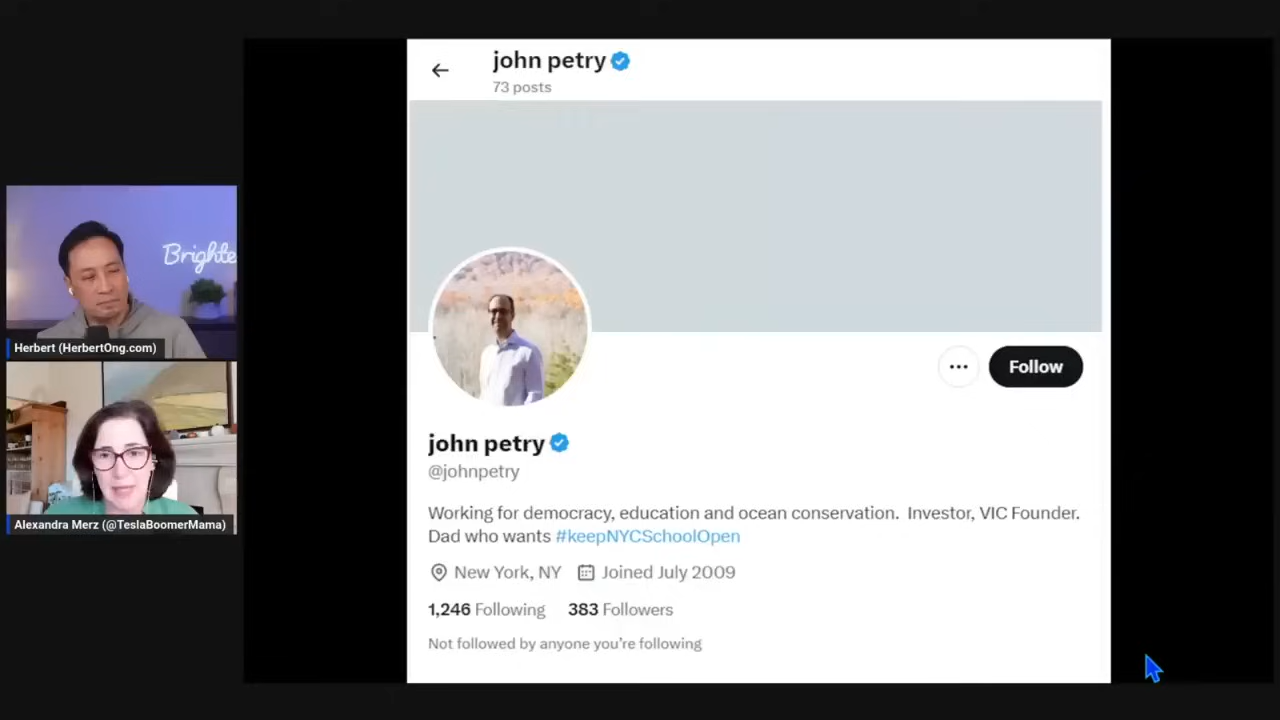 john petry
73 posts
Brighte
Herbert (HerbertOng.com)
Follow
john petry
@johnpetry
Alexandra Merz (@TeslaBoomerMama)
Working for democracy, education and ocean conservation. Investor, VIC Founder.
Dad who wants #keepNYCSchoolOpen
New York, NY Joined July 2009
1,246 Following 383 Followers
Not followed by anyone you're following